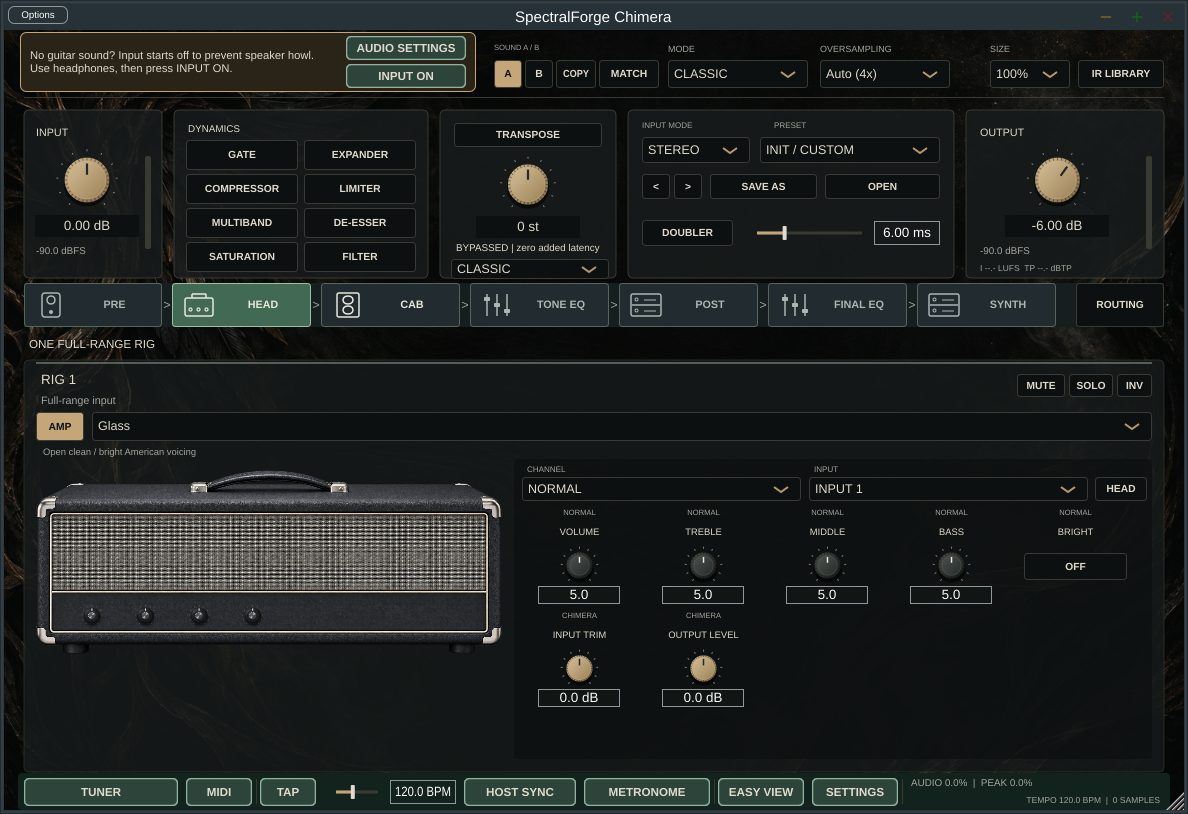 Options
SpectralForge Chimera
No guitar sound? Input starts off to prevent speaker howl.
Use headphones, then press INPUT ON.
AUDIO SETTINGS
INPUT ON
SOUND A / B
A
B
COPY
MATCH
MODE
CLASSIC
OVERSAMPLING
Auto (4x)
SIZE
100%
IR LIBRARY
INPUT
0.00 dB
-90.0 dBFS
DYNAMICS
GATE
EXPANDER
COMPRESSOR
LIMITER
MULTIBAND
DE-ESSER
SATURATION
FILTER
TRANSPOSE
0 st
BYPASSED | zero added latency
CLASSIC
INPUT MODE
PRESET
STEREO
INIT / CUSTOM
<
>
SAVE AS
OPEN
DOUBLER
6.00 ms
OUTPUT
-6.00 dB
-90.0 dBFS
I --.- LUFS TP --.- dBTP
PRE
>
HEAD
>
CAB
>
TONE EQ
>
POST
>
FINAL EQ
>
SYNTH
ROUTING
ONE FULL-RANGE RIG
RIG 1
MUTE
SOLO
INV
Full-range input
AMP
Glass
Open clean / bright American voicing
CHANNEL
INPUT
NORMAL
INPUT 1
HEAD
NORMAL
NORMAL
NORMAL
NORMAL
NORMAL
VOLUME
TREBLE
MIDDLE
BASS
BRIGHT
OFF
5.0
5.0
5.0
5.0
CHIMERA
CHIMERA
INPUT TRIM
OUTPUT LEVEL
0.0 dB
0.0 dB
TUNER
MIDI
TAP
120.0 BPM
HOST SYNC
METRONOME
EASY VIEW
SETTINGS
AUDIO 0.0% | PEAK 0.0%
TEMPO 120.0 BPM | 0 SAMPLES